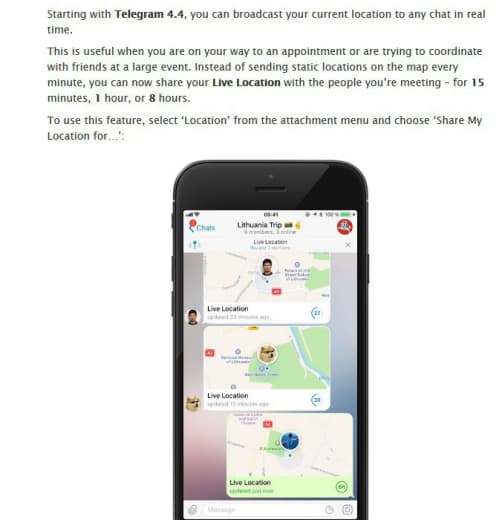 Starting with Telegram 4.4, you can broadcast your current location to any chat in real
time.
This is useful when you are on your way to an appointment or are trying to coordinate
with friends at a large event. Instead of sending static locations on the map every
minute, you can now share your Live Location with the people you’re meeting – for 15
minutes, 1 hour, or 8 hours.
To use this feature, select ‘Location’ from the attachment menu and choose ‘Share My
Location for…’:
09:41
100 %
Chats
Lithuania Trip
6 members, 3 online
Live Location
You and 2 members
Live Location
updated 23 minutes ago
27
Live Location
updated 12 minutes ago
38
Live Location
updated just now
8h
Message